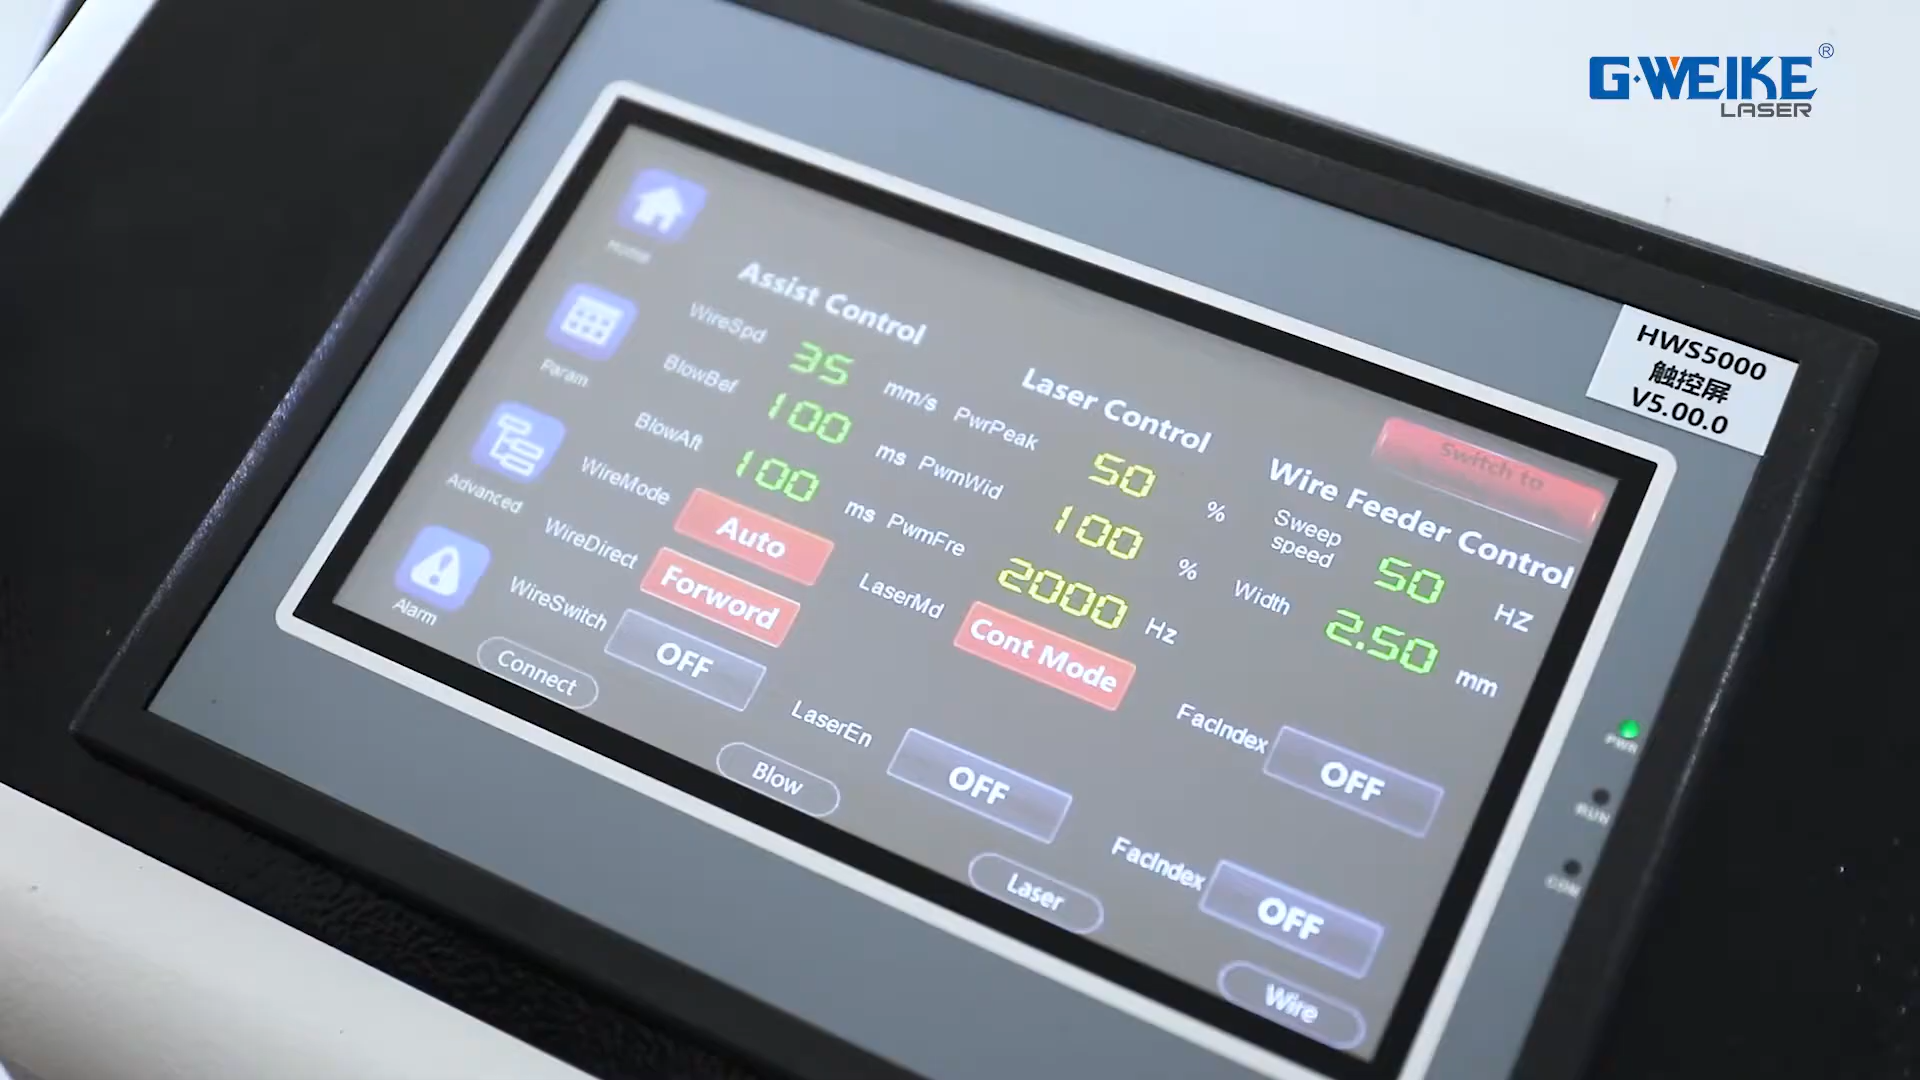 G·WEIKE®
LASER
HWS5000
触控屏
V5.00.0
Home
Param
Advanced
Alarm
Assist Control
WireSpd 35 mm/s
BlowBef 100 ms
BlowAft 100 ms
WireMode Auto
WireDirect Forword
WireSwitch OFF
Laser Control
PwrPeak 50 %
PwmWid 100 %
PwmFre 2000 Hz
LaserMd Cont Mode
LaserEn OFF
Switch to
Wire Feeder Control
Sweep
speed 50 HZ
Width 2.50 mm
FacIndex OFF
FacIndex OFF
Connect
Blow
Laser
Wire
PWR
RUN
COM